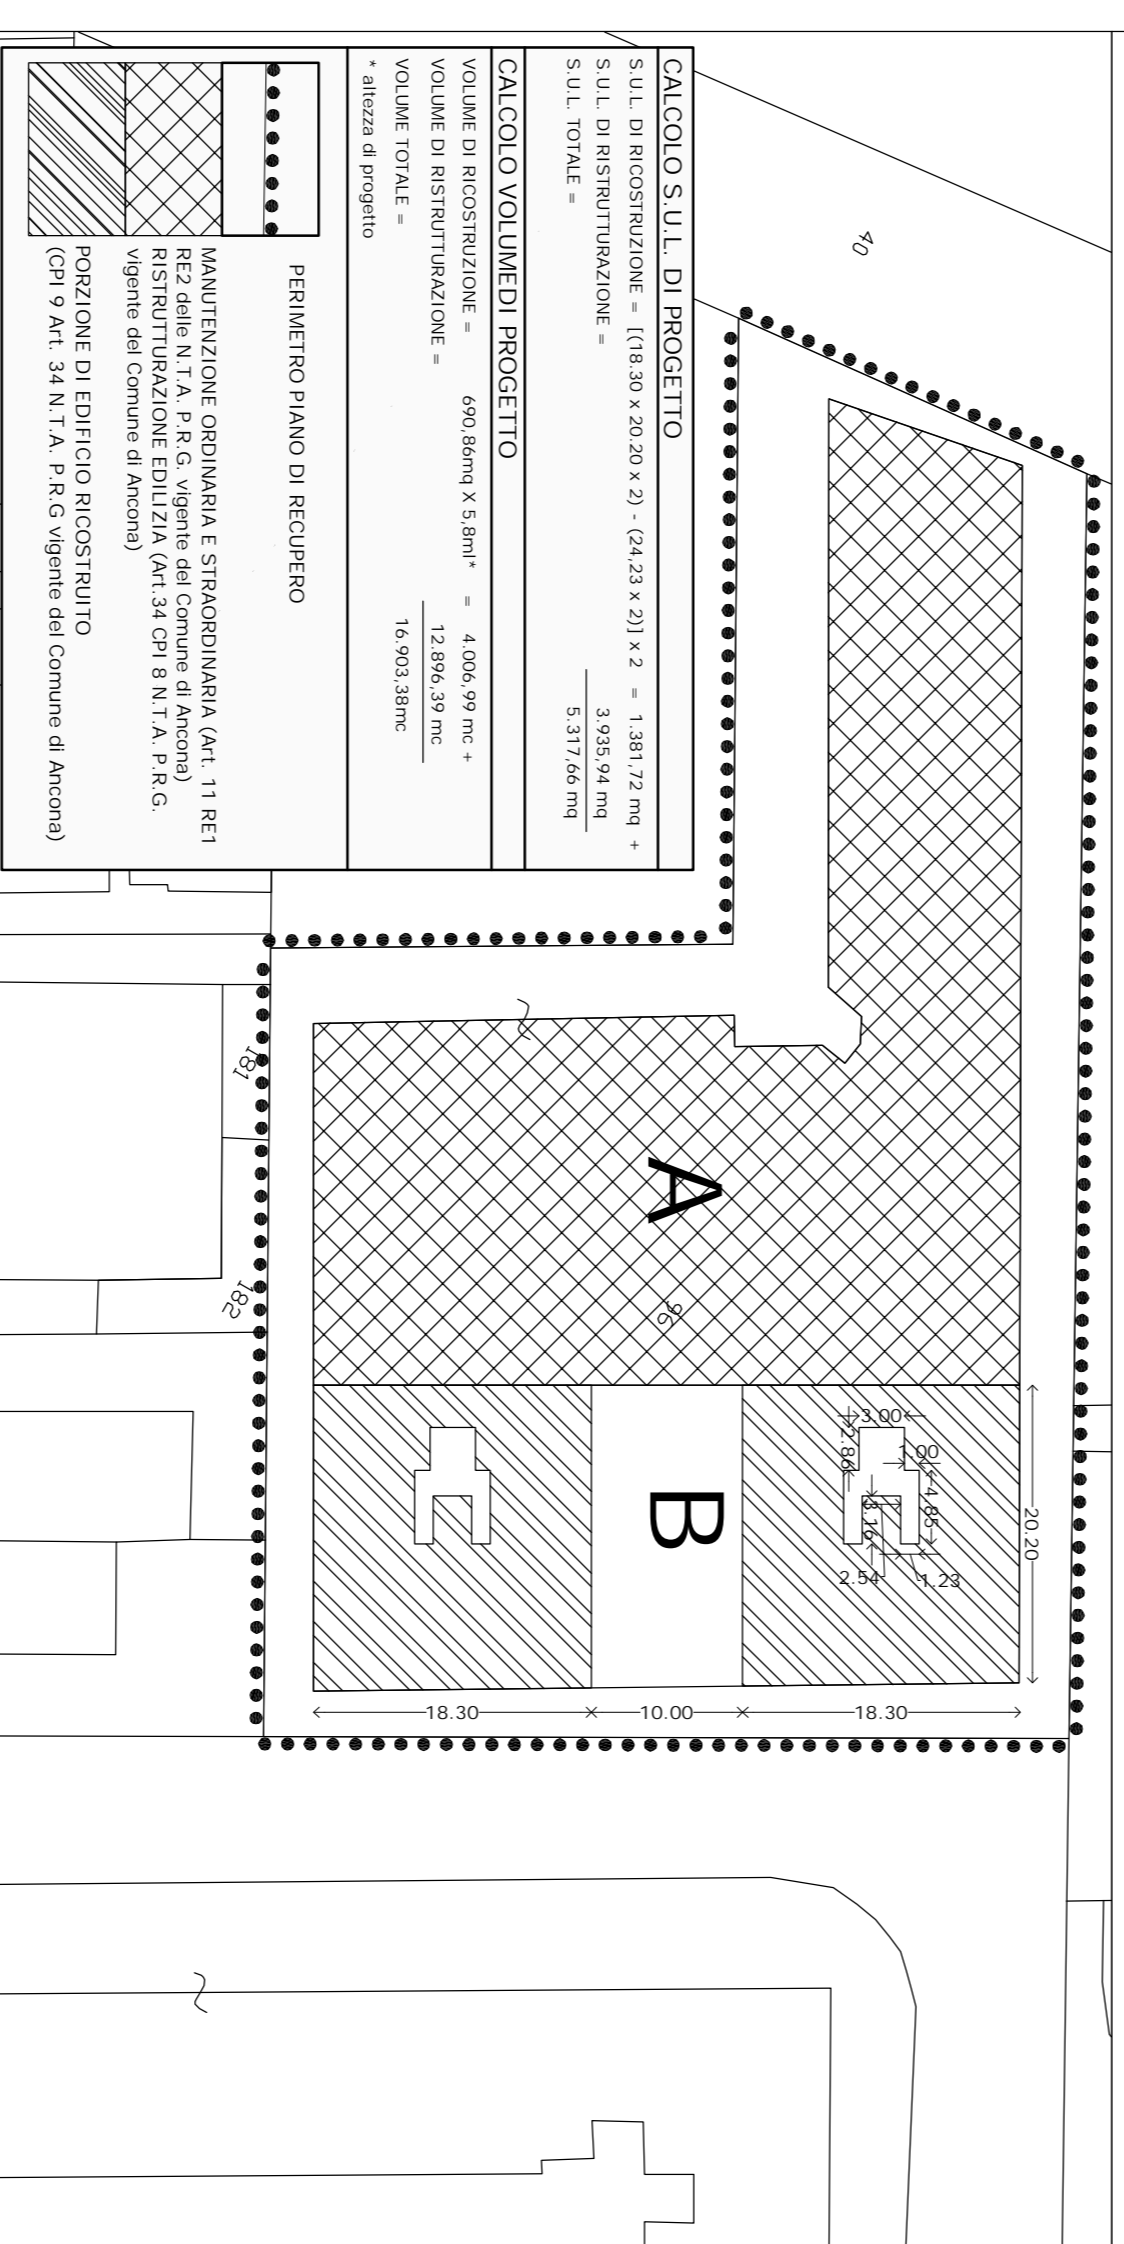 CALCOLO S.U.L. DI PROGETTO
S.U.L. DI RICOSTRUZIONE = [(18.30 x 20.20 x 2) - (24,23 x 2)] x 2 = 1.381,72 mq +
S.U.L. DI RISTRUTTURAZIONE = 3.935,94 mq
S.U.L. TOTALE = 5.317,66 mq
CALCOLO VOLUMEDI PROGETTO
VOLUME DI RICOSTRUZIONE = 690,86mq X 5,8ml* = 4.006,99 mc +
VOLUME DI RISTRUTTURAZIONE = 12.896,39 mc
VOLUME TOTALE = 16.903,38mc
* altezza di progetto
PERIMETRO PIANO DI RECUPERO
MANUTENZIONE ORDINARIA E STRAORDINARIA (Art. 11 RE1
RE2 delle N.T.A. P.R.G. vigente del Comune di Ancona)
RISTRUTTURAZIONE EDILIZIA (Art.34 CPI 8 N.T.A. P.R.G.
vigente del Comune di Ancona)
PORZIONE DI EDIFICIO RICOSTRUITO
(CPI 9 Art. 34 N.T.A. P.R.G vigente del Comune di Ancona)
40
181
182
A
96
B
3.00
2.86
1.00
4.85
3.16
2.54
1.23
20.20
18.30
10.00
18.30